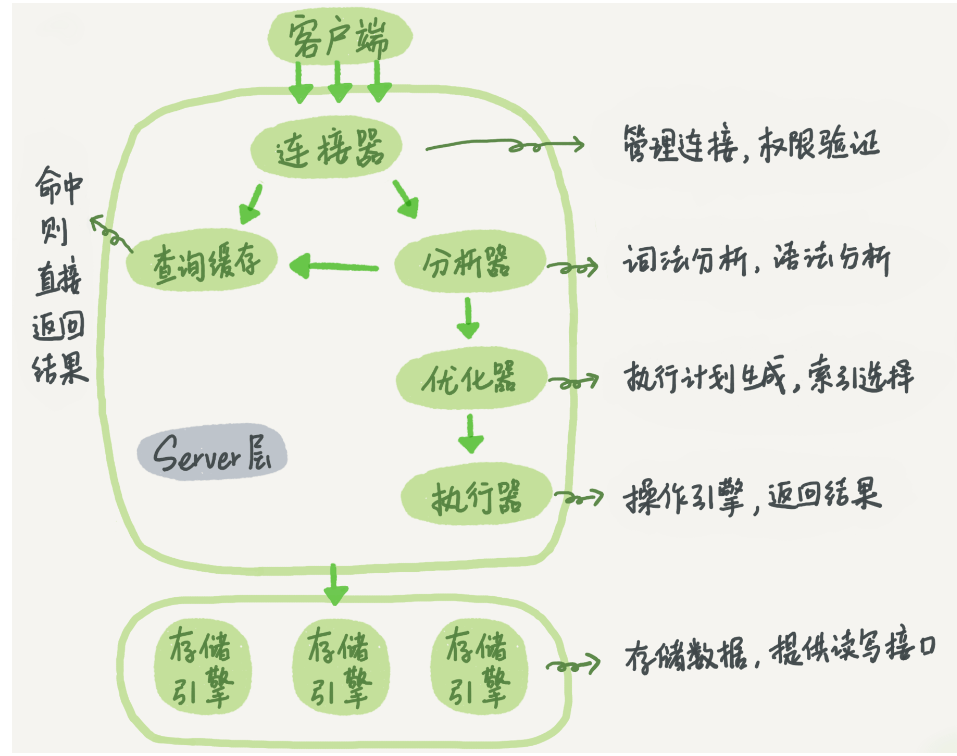 客户端
连接器
管理连接，权限验证
命中
则
直接
返回
结果
查询缓存
分析器
词法分析，语法分析
优化器
执行计划生成，索引选择
Server层
执行器
操作引擎，返回结果
存储
引擎
存储
引擎
存储
引擎
存储数据，提供读写接口